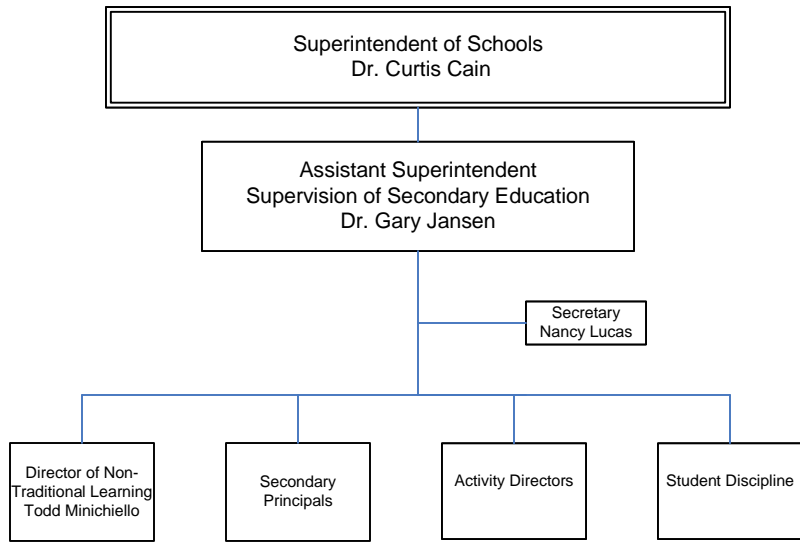 Superintendent of Schools
Dr. Curtis Cain
Assistant Superintendent
Supervision of Secondary Education
Dr. Gary Jansen
Secretary
Nancy Lucas
Director of Non-
Traditional Learning
Todd Minichiello
Secondary
Principals
Activity Directors
Student Discipline